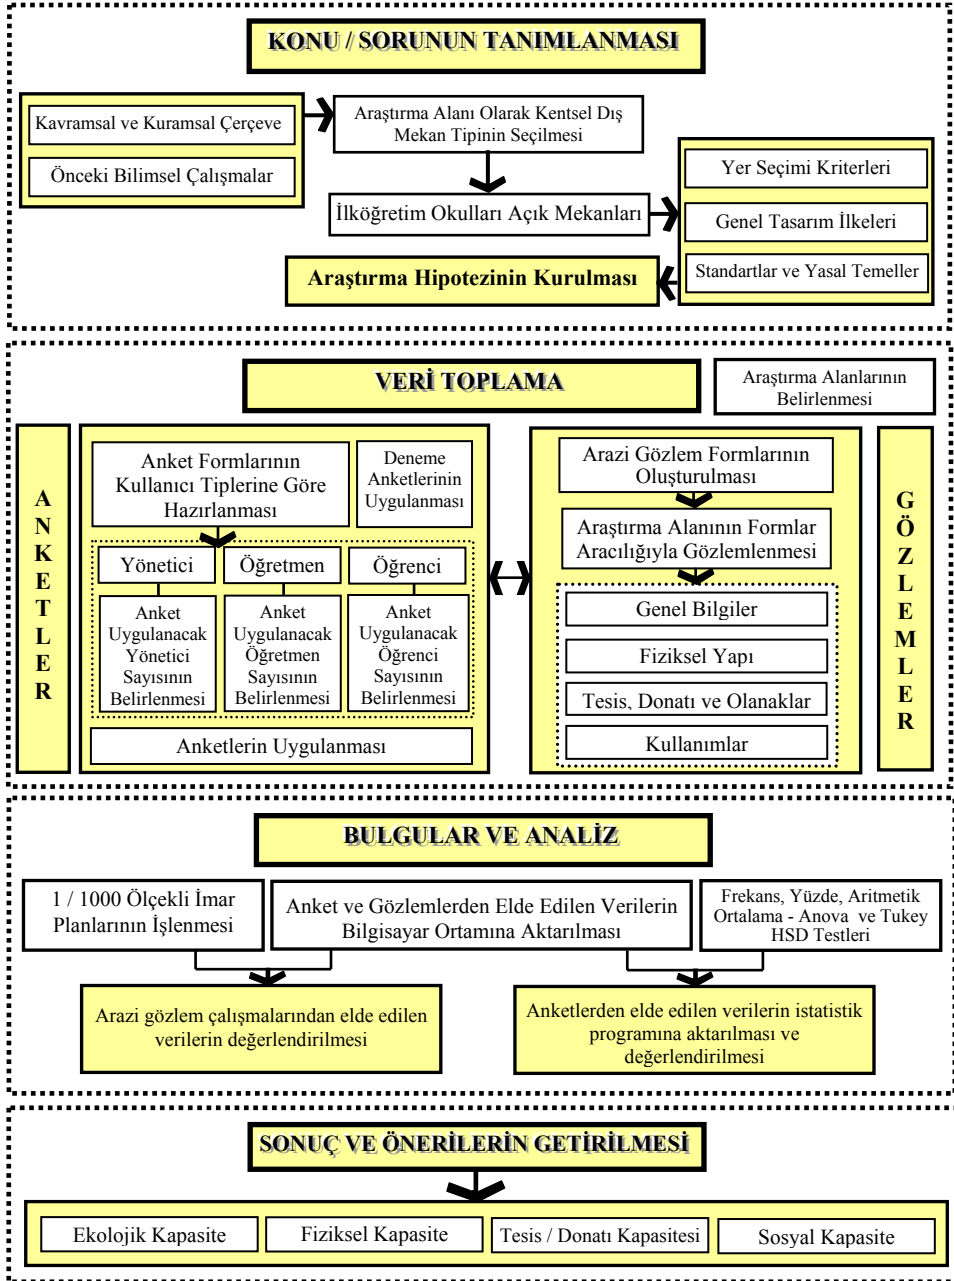 KONU / SORUNUN TANIMLANMASI
Kavramsal ve Kuramsal Çerçeve
Önceki Bilimsel Çalışmalar
Araştırma Alanı Olarak Kentsel Dış
Mekan Tipinin Seçilmesi
İlköğretim Okulları Açık Mekanları
Yer Seçimi Kriterleri
Genel Tasarım İlkeleri
Standartlar ve Yasal Temeller
Araştırma Hipotezinin Kurulması
VERİ TOPLAMA
Araştırma Alanlarının
Belirlenmesi
ANKETLER
Anket Formlarının
Kullanıcı Tiplerine Göre
Hazırlanması
Deneme
Anketlerinin
Uygulanması
Yönetici
Öğretmen
Öğrenci
Anket
Uygulanacak
Yönetici
Sayısının
Belirlenmesi
Anket
Uygulanacak
Öğretmen
Sayısının
Belirlenmesi
Anket
Uygulanacak
Öğrenci
Sayısının
Belirlenmesi
Anketlerin Uygulanması
Arazi Gözlem Formlarının
Oluşturulması
Araştırma Alanının Formlar
Aracılığıyla Gözlemlenmesi
Genel Bilgiler
Fiziksel Yapı
Tesis, Donatı ve Olanaklar
Kullanımlar
GÖZLEMLER
BULGULAR VE ANALİZ
1 / 1000 Ölçekli İmar
Planlarının İşlenmesi
Anket ve Gözlemlerden Elde Edilen Verilerin
Bilgisayar Ortamına Aktarılması
Frekans, Yüzde, Aritmetik
Ortalama - Anova ve Tukey
HSD Testleri
Arazi gözlem çalışmalarından elde edilen
verilerin değerlendirilmesi
Anketlerden elde edilen verilerin istatistik
programına aktarılması ve
değerlendirilmesi
SONUÇ VE ÖNERİLERİN GETİRİLMESİ
Ekolojik Kapasite
Fiziksel Kapasite
Tesis / Donatı Kapasitesi
Sosyal Kapasite